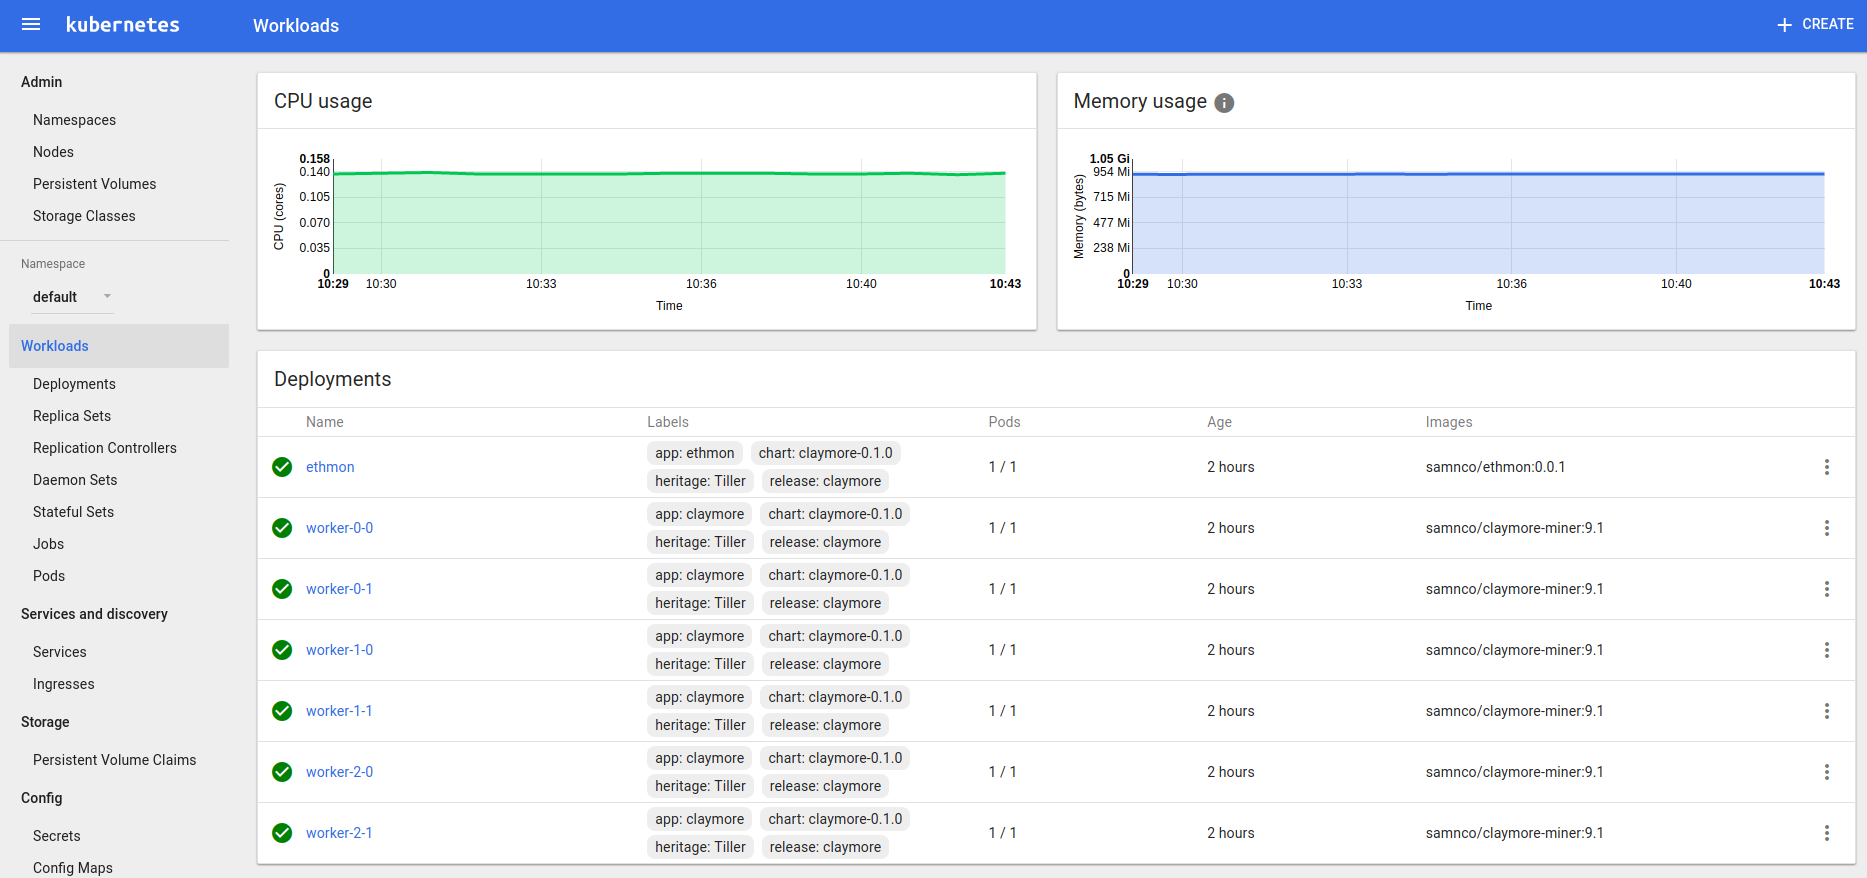 kubernetes
Workloads
CREATE
Admin
Namespaces
Nodes
Persistent Volumes
Storage Classes
Namespace
default
Workloads
Deployments
Replica Sets
Replication Controllers
Daemon Sets
Stateful Sets
Jobs
Pods
Services and discovery
Services
Ingresses
Storage
Persistent Volume Claims
Config
Secrets
Config Maps
CPU usage
CPU (cores)
0.158
0.140
0.105
0.070
0.035
0
10:29 10:30 10:33 10:36 10:40 10:43
Time
Memory usage
Memory (bytes)
1.05 Gi
954 Mi
715 Mi
477 Mi
238 Mi
0
10:29 10:30 10:33 10:36 10:40 10:43
Time
Deployments
Name Labels Pods Age Images
app: ethmon chart: claymore-0.1.0
ethmon 1 / 1 2 hours samnco/ethmon:0.0.1
heritage: Tiller release: claymore
app: claymore chart: claymore-0.1.0
worker-0-0 1 / 1 2 hours samnco/claymore-miner:9.1
heritage: Tiller release: claymore
app: claymore chart: claymore-0.1.0
worker-0-1 1 / 1 2 hours samnco/claymore-miner:9.1
heritage: Tiller release: claymore
app: claymore chart: claymore-0.1.0
worker-1-0 1 / 1 2 hours samnco/claymore-miner:9.1
heritage: Tiller release: claymore
app: claymore chart: claymore-0.1.0
worker-1-1 1 / 1 2 hours samnco/claymore-miner:9.1
heritage: Tiller release: claymore
app: claymore chart: claymore-0.1.0
worker-2-0 1 / 1 2 hours samnco/claymore-miner:9.1
heritage: Tiller release: claymore
app: claymore chart: claymore-0.1.0
worker-2-1 1 / 1 2 hours samnco/claymore-miner:9.1
heritage: Tiller release: claymore